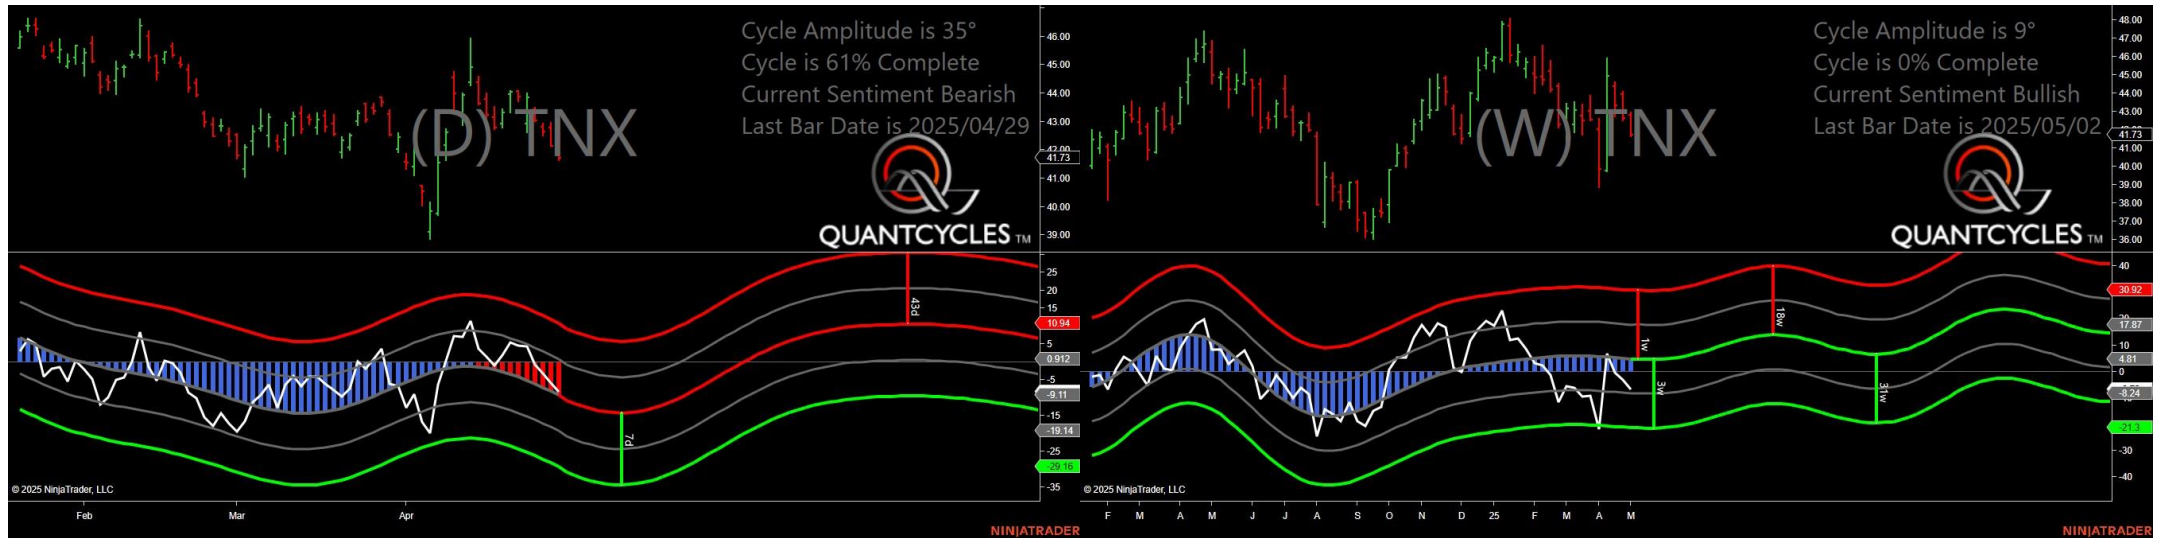 Cycle Amplitude is 35°
Cycle is 61% Complete
Current Sentiment Bearish
Last Bar Date is 2025/04/29
(D) TNX
QUANTCYCLES TM
46.00
45.00
44.00
43.00
42.00
41.73
41.00
40.00
39.00
25
20
15
10.94
5
0.912
-5
-9.11
-15
-19.14
-25
-29.16
-35
43d
7d
© 2025 NinjaTrader, LLC
Feb
Mar
Apr
NINJATRADER
Cycle Amplitude is 9°
Cycle is 0% Complete
Current Sentiment Bullish
Last Bar Date is 2025/05/02
(W) TNX
QUANTCYCLES TM
48.00
47.00
46.00
45.00
44.00
43.00
41.73
41.00
40.00
39.00
38.00
37.00
36.00
40
30.92
17.87
10
4.81
0
-8.24
-21.3
-30
-40
1w
3w
18w
31w
© 2025 NinjaTrader, LLC
F
M
A
M
J
J
A
S
O
N
D
25
F
M
A
M
NINJATRADER